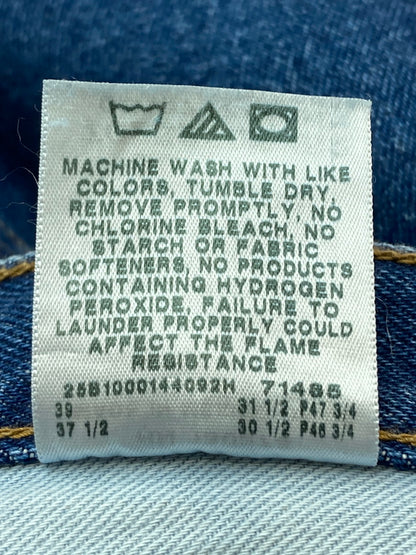 MACHINE WASH WITH LIKE
COLORS, TUMBLE DRY,
REMOVE PROMPTLY, NO
CHLORINE BLEACH, NO
STARCH OR FABRIC
SOFTENERS, NO PRODUCTS
CONTAINING HYDROGEN
PEROXIDE, FAILURE TO
LAUNDER PROPERLY COULD
AFFECT THE FLAME
RESISTANCE
25B1000144092H 71485
39 31 1/2 P47 3/4
37 1/2 30 1/2 P46 3/4